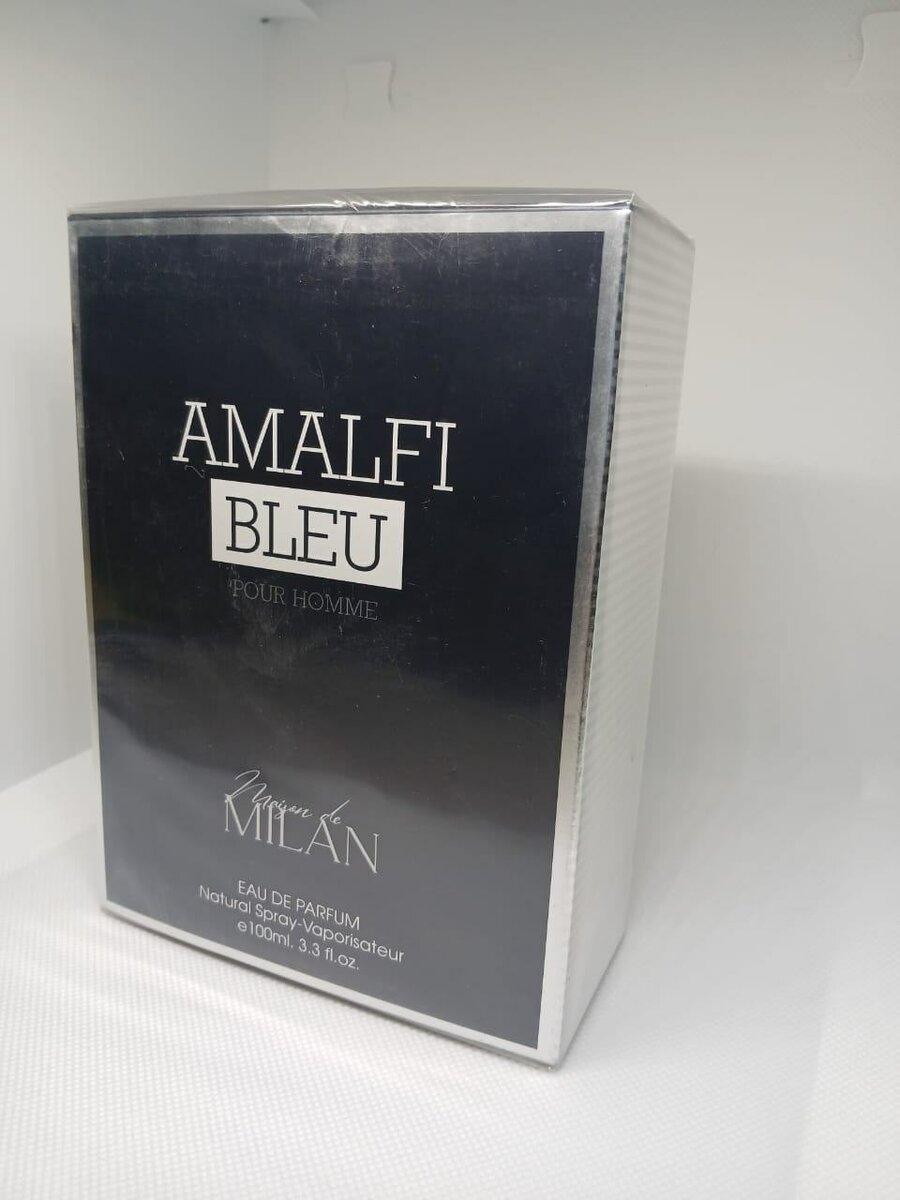 AMALFI
BLEU
POUR HOMME
Maison de
MILAN
EAU DE PARFUM
Natural Spray-Vaporisateur
e100ml. 3.3 fl.oz.